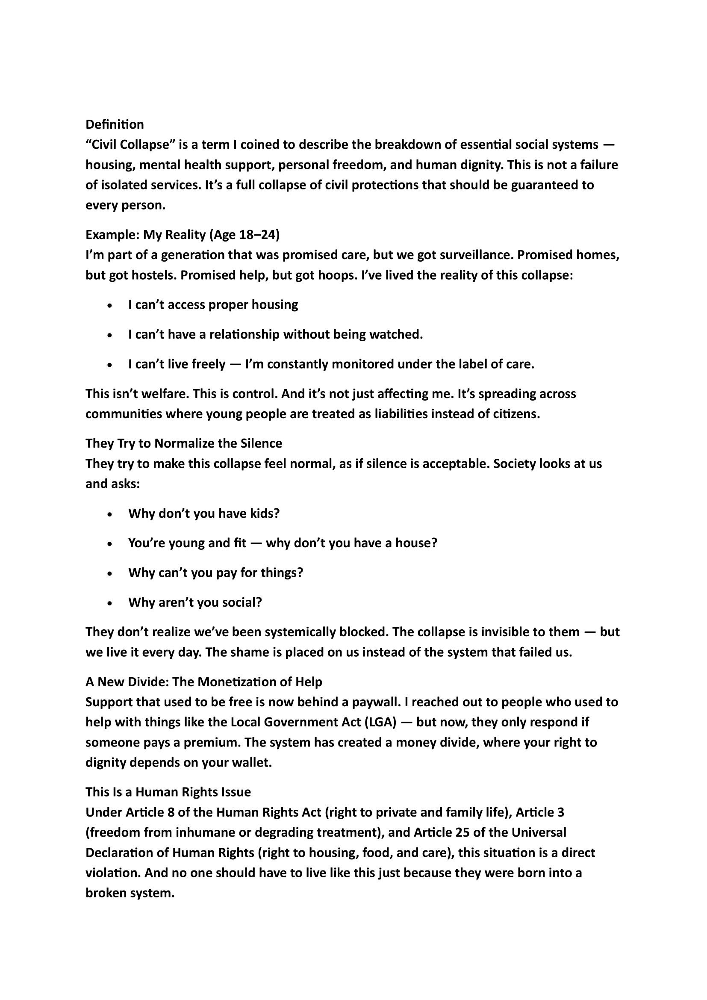 Definition
“Civil Collapse” is a term I coined to describe the breakdown of essential social systems —
housing, mental health support, personal freedom, and human dignity. This is not a failure
of isolated services. It’s a full collapse of civil protections that should be guaranteed to
every person.
Example: My Reality (Age 18–24)
I’m part of a generation that was promised care, but we got surveillance. Promised homes,
but got hostels. Promised help, but got hoops. I’ve lived the reality of this collapse:
• I can’t access proper housing
• I can’t have a relationship without being watched.
• I can’t live freely — I’m constantly monitored under the label of care.
This isn’t welfare. This is control. And it’s not just affecting me. It’s spreading across
communities where young people are treated as liabilities instead of citizens.
They Try to Normalize the Silence
They try to make this collapse feel normal, as if silence is acceptable. Society looks at us
and asks:
• Why don’t you have kids?
• You’re young and fit — why don’t you have a house?
• Why can’t you pay for things?
• Why aren’t you social?
They don’t realize we’ve been systemically blocked. The collapse is invisible to them — but
we live it every day. The shame is placed on us instead of the system that failed us.
A New Divide: The Monetization of Help
Support that used to be free is now behind a paywall. I reached out to people who used to
help with things like the Local Government Act (LGA) — but now, they only respond if
someone pays a premium. The system has created a money divide, where your right to
dignity depends on your wallet.
This Is a Human Rights Issue
Under Article 8 of the Human Rights Act (right to private and family life), Article 3
(freedom from inhumane or degrading treatment), and Article 25 of the Universal
Declaration of Human Rights (right to housing, food, and care), this situation is a direct
violation. And no one should have to live like this just because they were born into a
broken system.